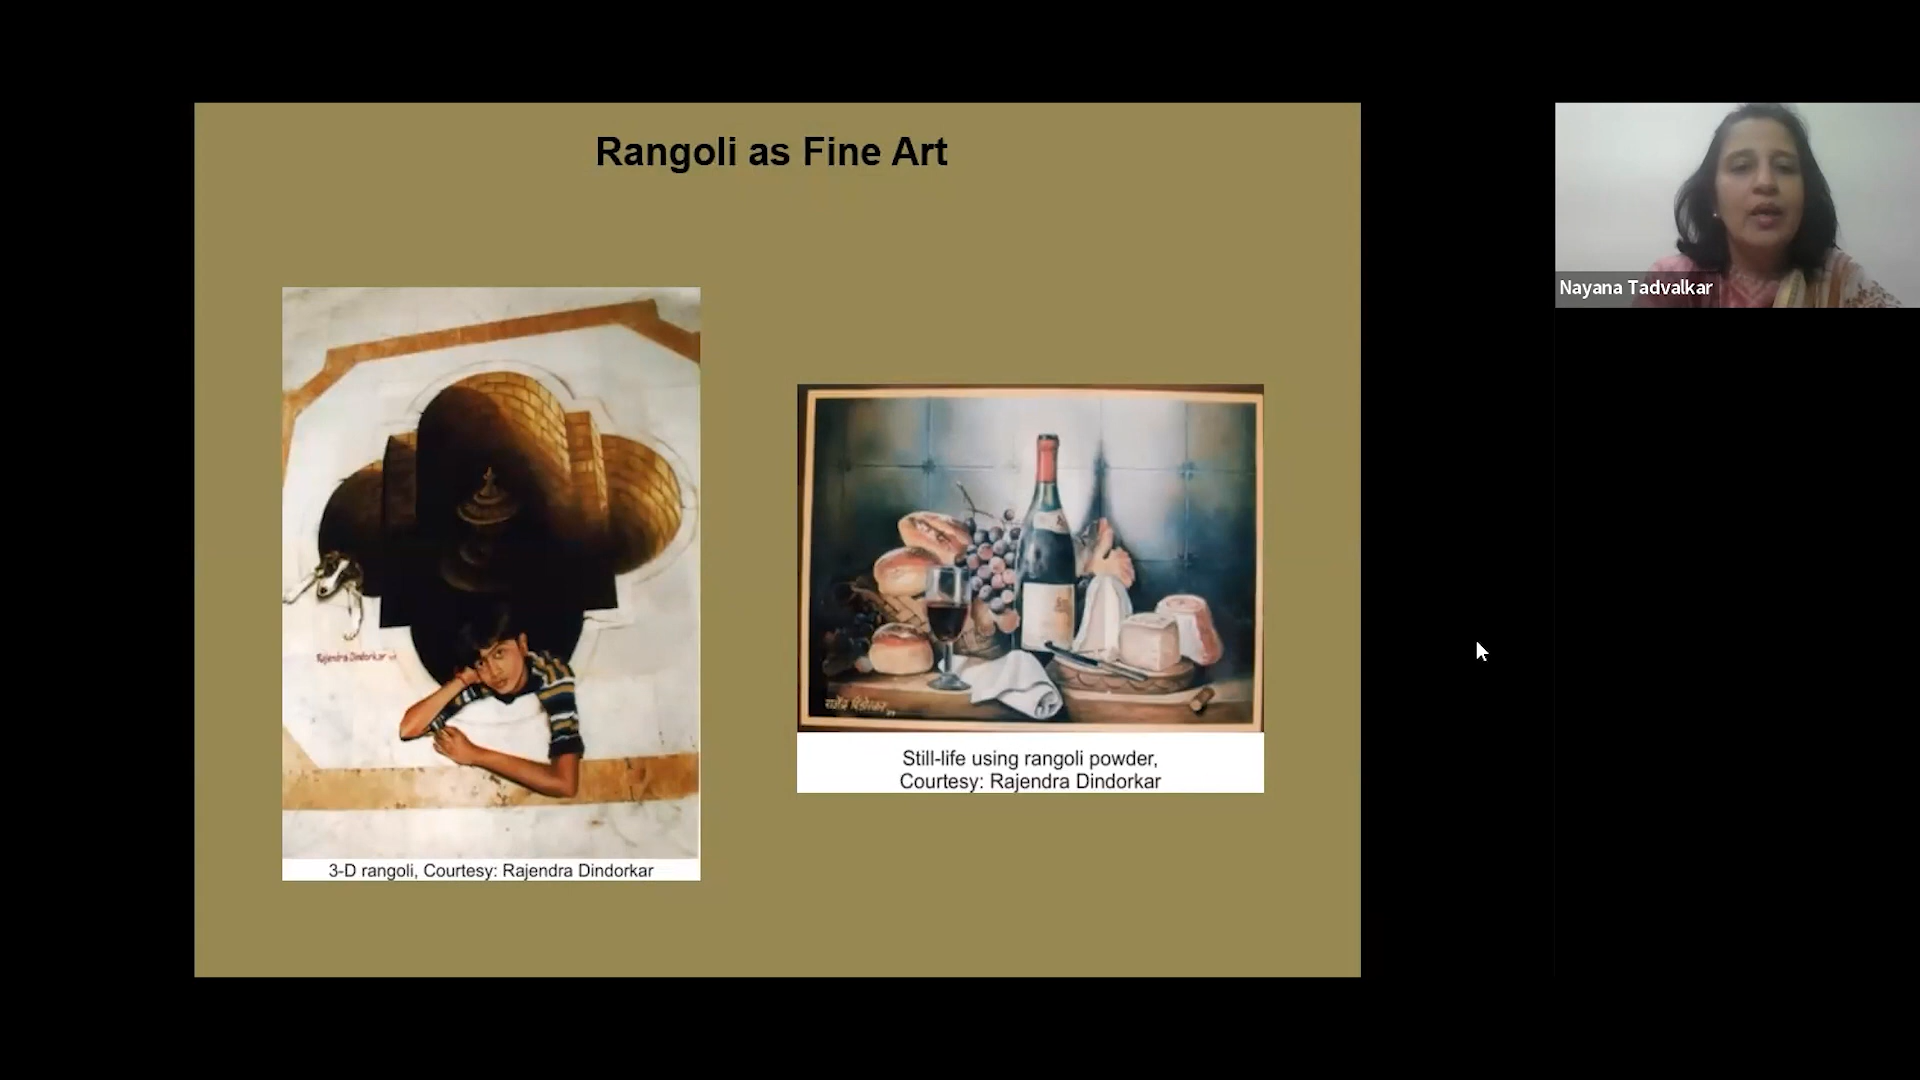 Rangoli as Fine Art
Nayana Tadvalkar
Rajendra Dindorkar
Still-life using rangoli powder,
Courtesy: Rajendra Dindorkar
3-D rangoli, Courtesy: Rajendra Dindorkar